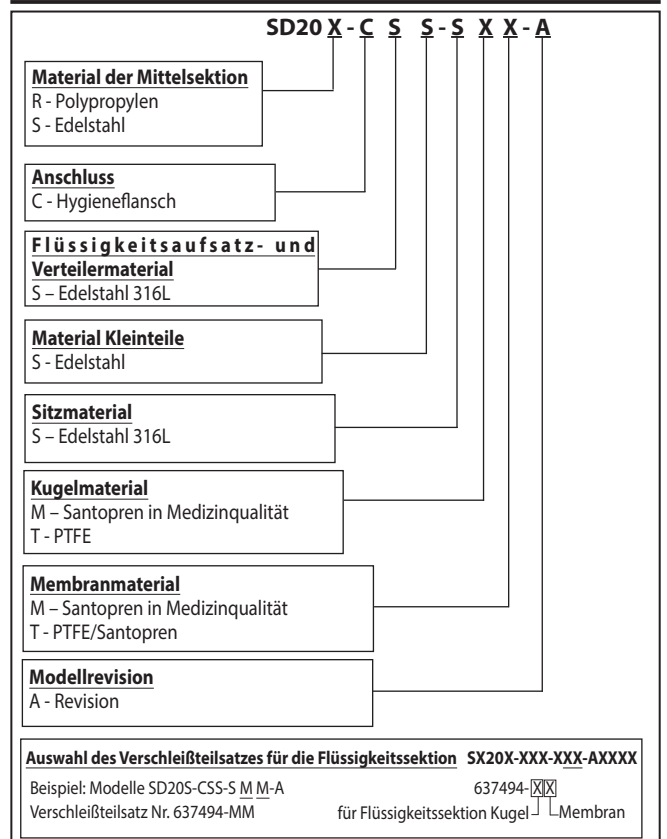 SD20 X - C S S - S X X - A
Material der Mittelsektion
R - Polypropylen
S - Edelstahl
Anschluss
C - Hygieneflansch
Flüssigkeitsaufsatz- und
Verteilermaterial
S – Edelstahl 316L
Material Kleinteile
S - Edelstahl
Sitzmaterial
S – Edelstahl 316L
Kugelmaterial
M – Santopren in Medizinqualität
T - PTFE
Membranmaterial
M – Santopren in Medizinqualität
T - PTFE/Santopren
Modellrevision
A - Revision
Auswahl des Verschleißteilsatzes für die Flüssigkeitssektion SX20X-XXX-XXX-AXXXX
Beispiel: Modelle SD20S-CSS-S M M-A 637494-XX
Verschleißteilsatz Nr. 637494-MM für Flüssigkeitssektion Kugel Membran